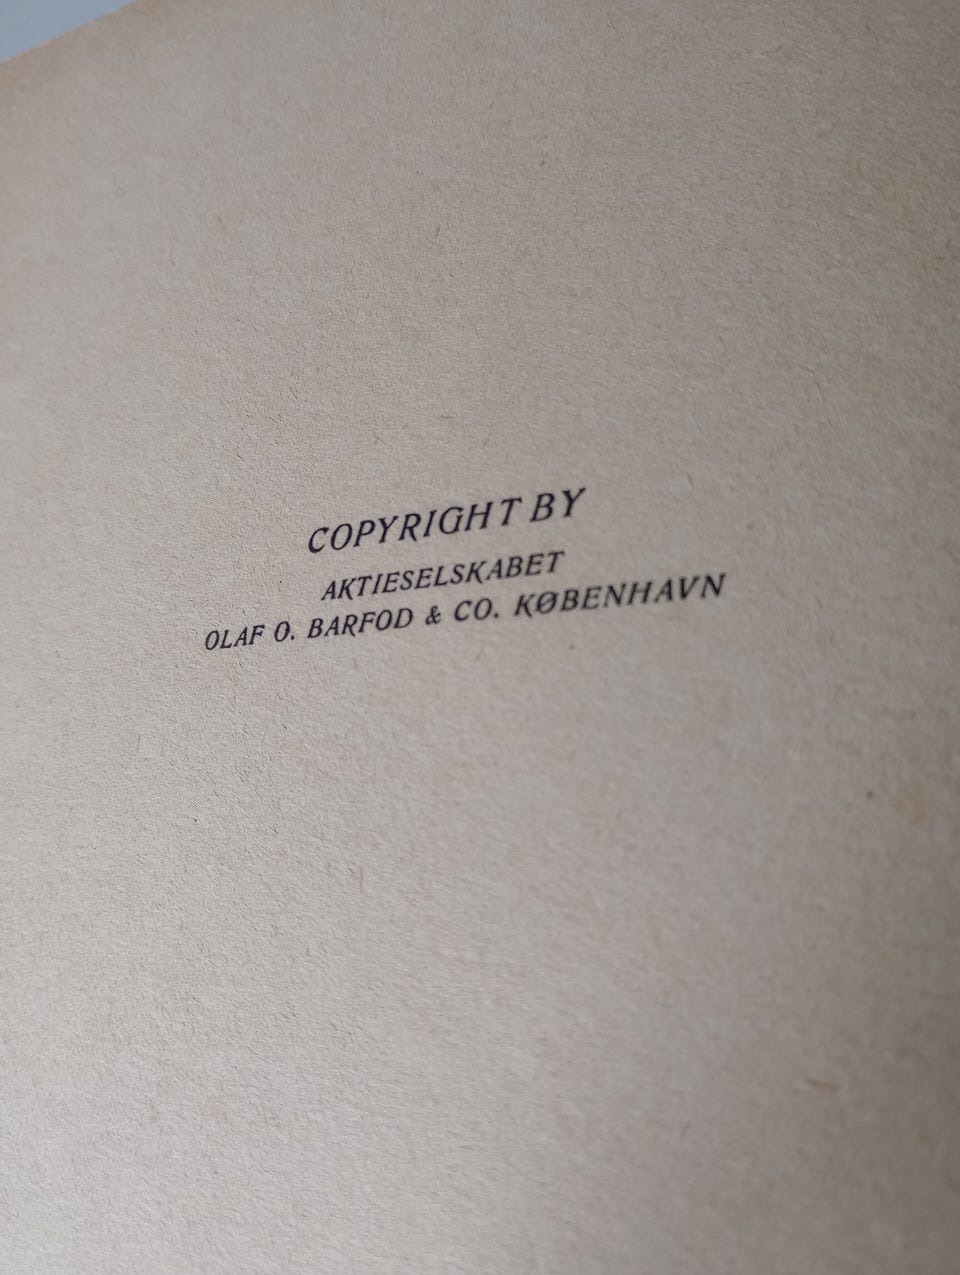 COPYRIGHT BY
AKTIESELSKABET
OLAF O. BARFOD & CO. KØBENHAVN